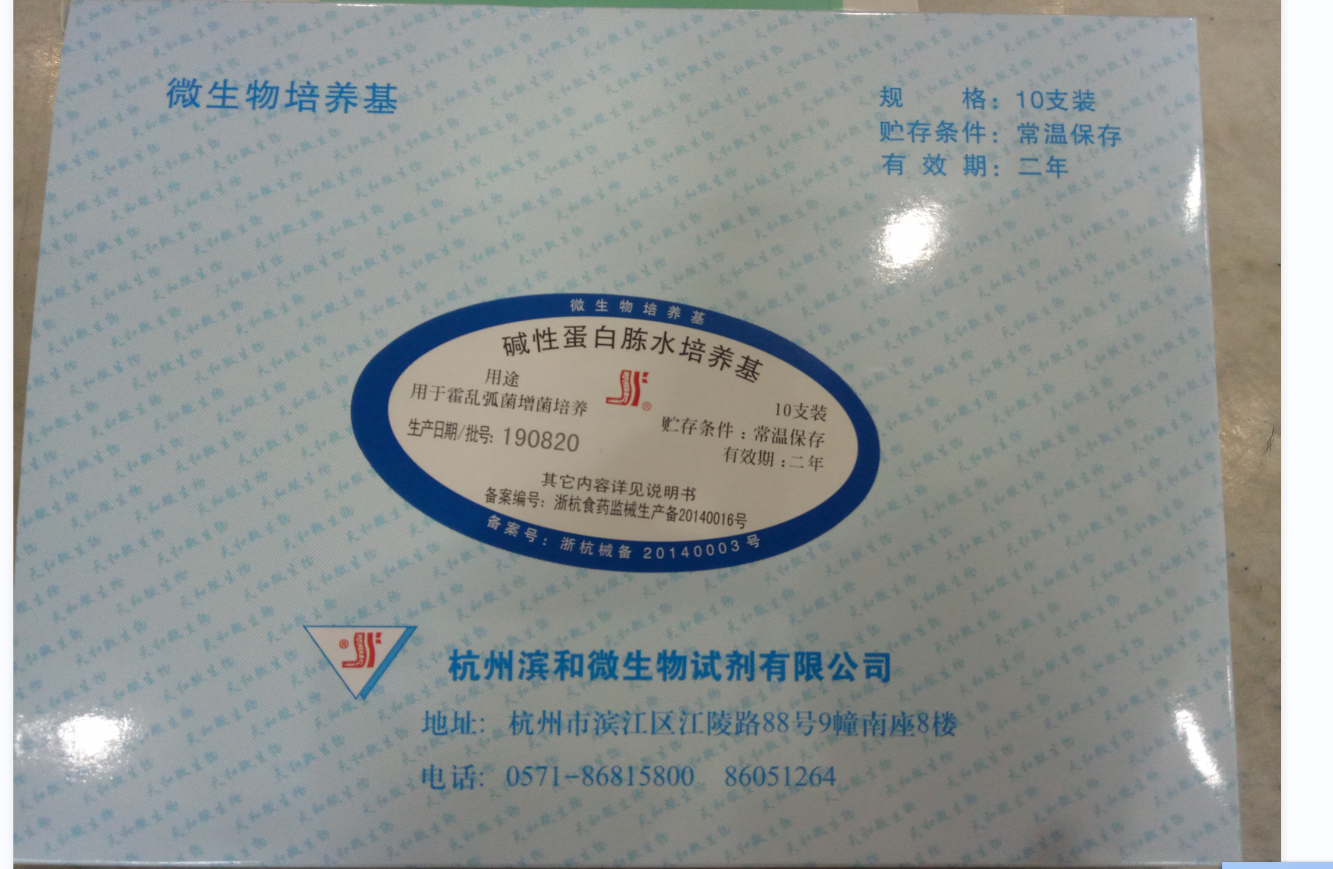 微生物培养基
规 格：10支装
贮存条件：常温保存
有 效 期：二年
微生物培养基
碱性蛋白胨水培养基
用途
用于霍乱弧菌增菌培养
生产日期/批号: 190820
10支装
贮存条件：常温保存
有效期：二年
其它内容详见说明书
备案编号：浙杭食药监械生产备20140016号
备案号：浙杭械备 20140003号
杭州滨和微生物试剂有限公司
地址: 杭州市滨江区江陵路88号9幢南座8楼
电话: 0571-86815800 86051264